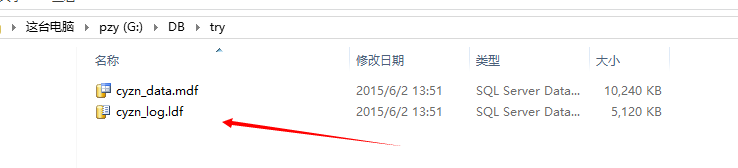 这台电脑 pzy (G:) DB try
名称 修改日期 类型 大小
cyzn_data.mdf 2015/6/2 13:51 SQL Server Data... 10,240 KB
cyzn_log.ldf 2015/6/2 13:51 SQL Server Data... 5,120 KB